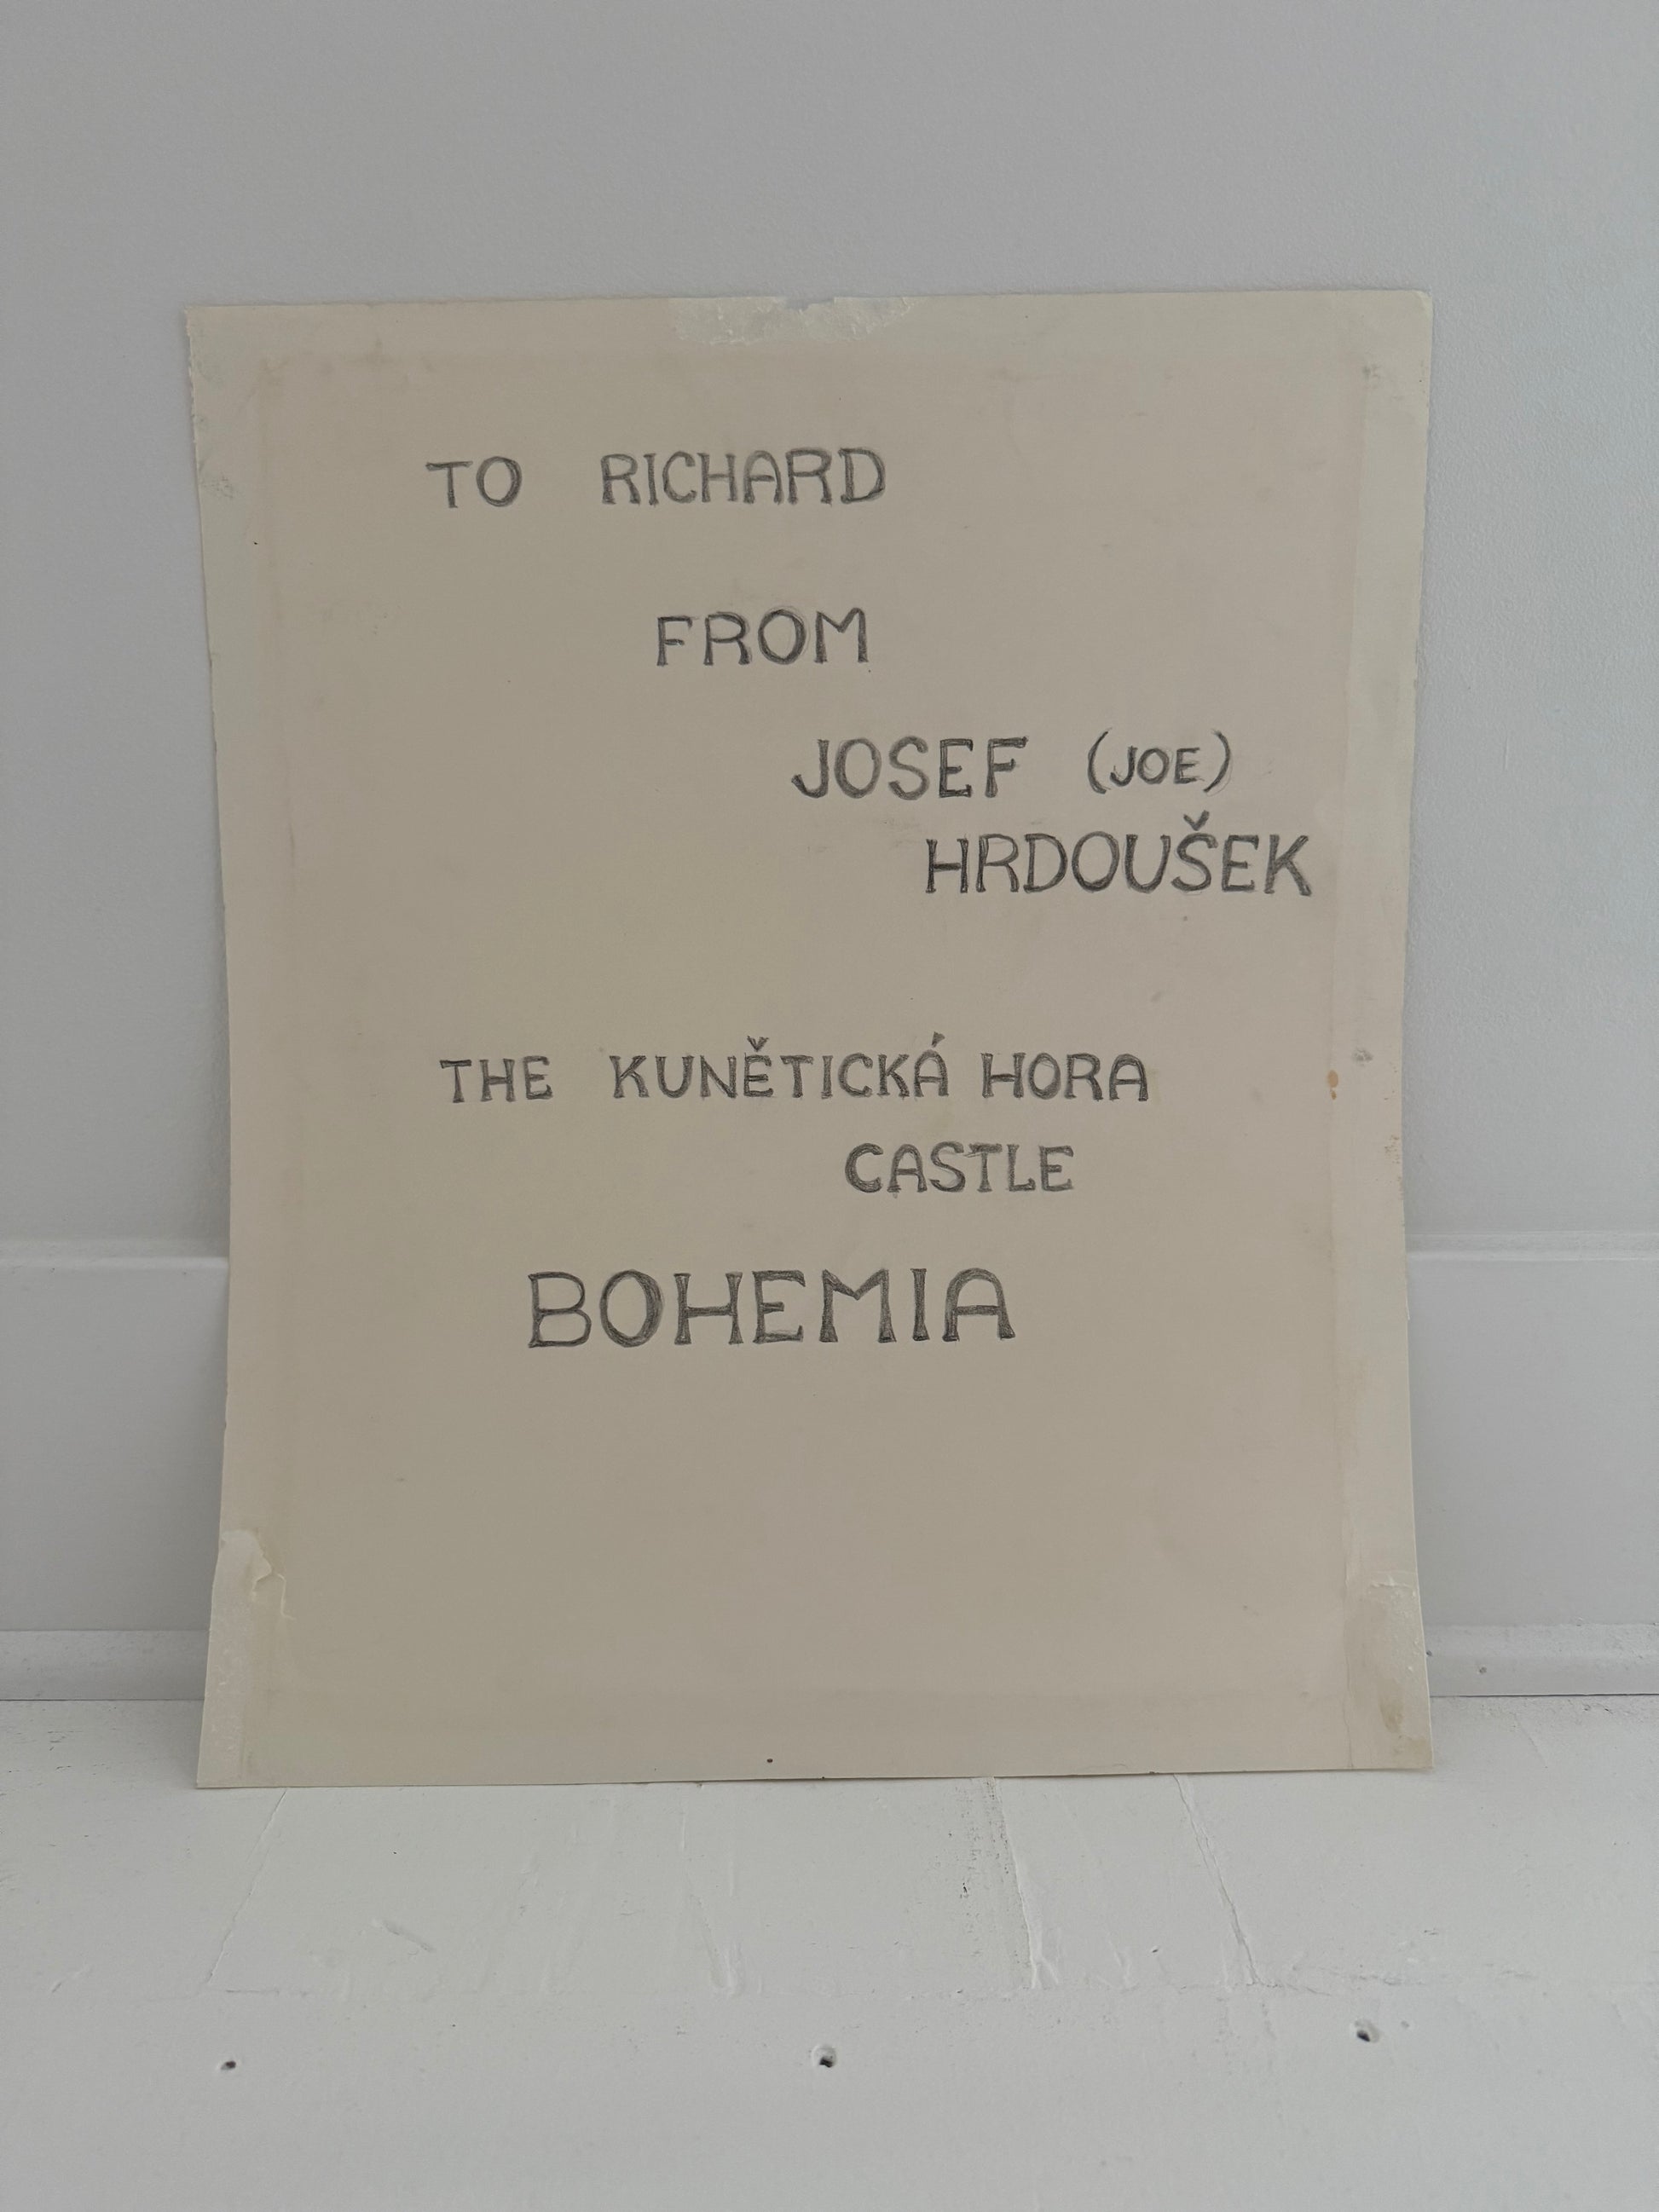 TO RICHARD
FROM
JOSEF (JOE)
HRDOUŠEK
THE KUNĚTICKÁ HORA
CASTLE
BOHEMIA